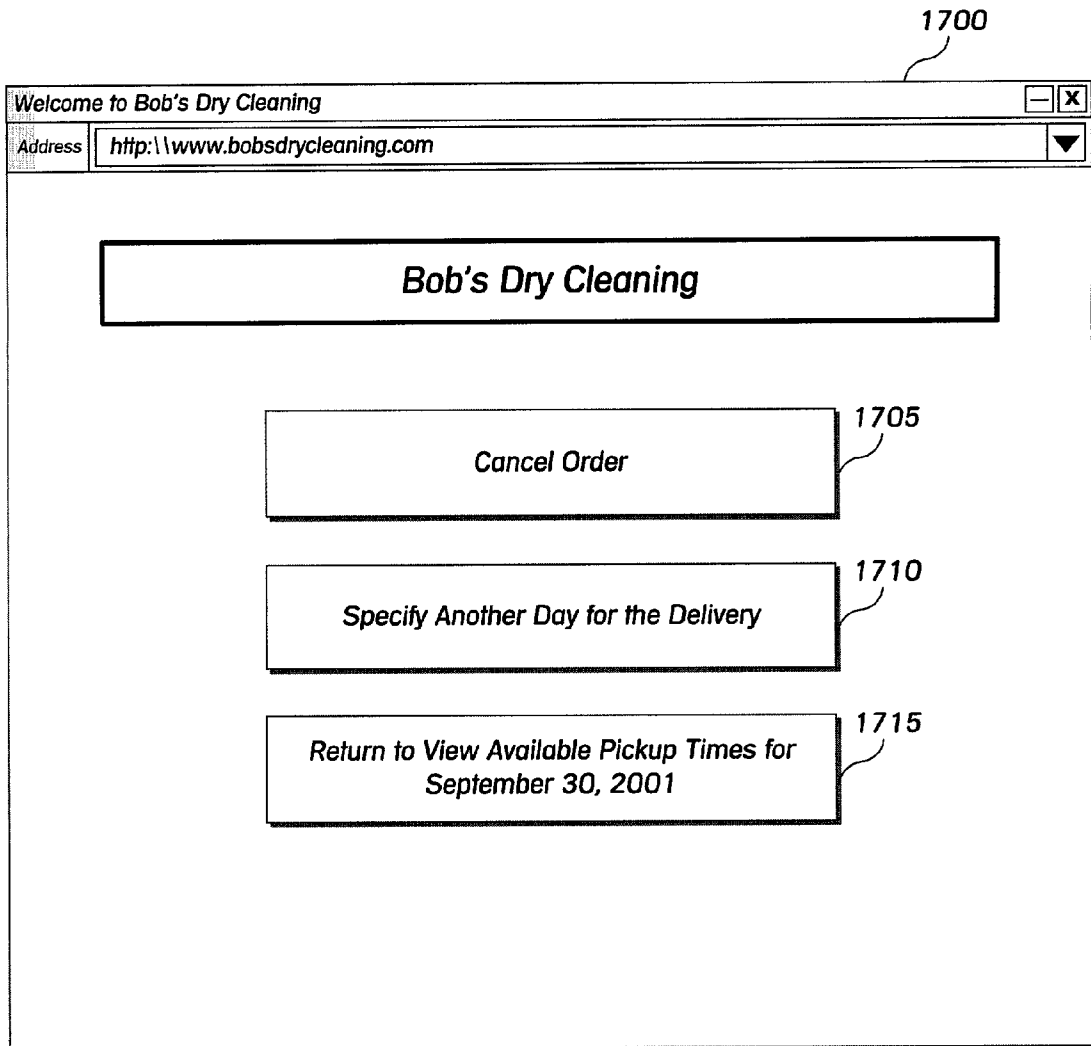 1700
Welcome to Bob's Dry Cleaning
Address http:\\www.bobsdrycleaning.com
Bob's Dry Cleaning
1705
Cancel Order
1710
Specify Another Day for the Delivery
1715
Return to View Available Pickup Times for
September 30, 2001